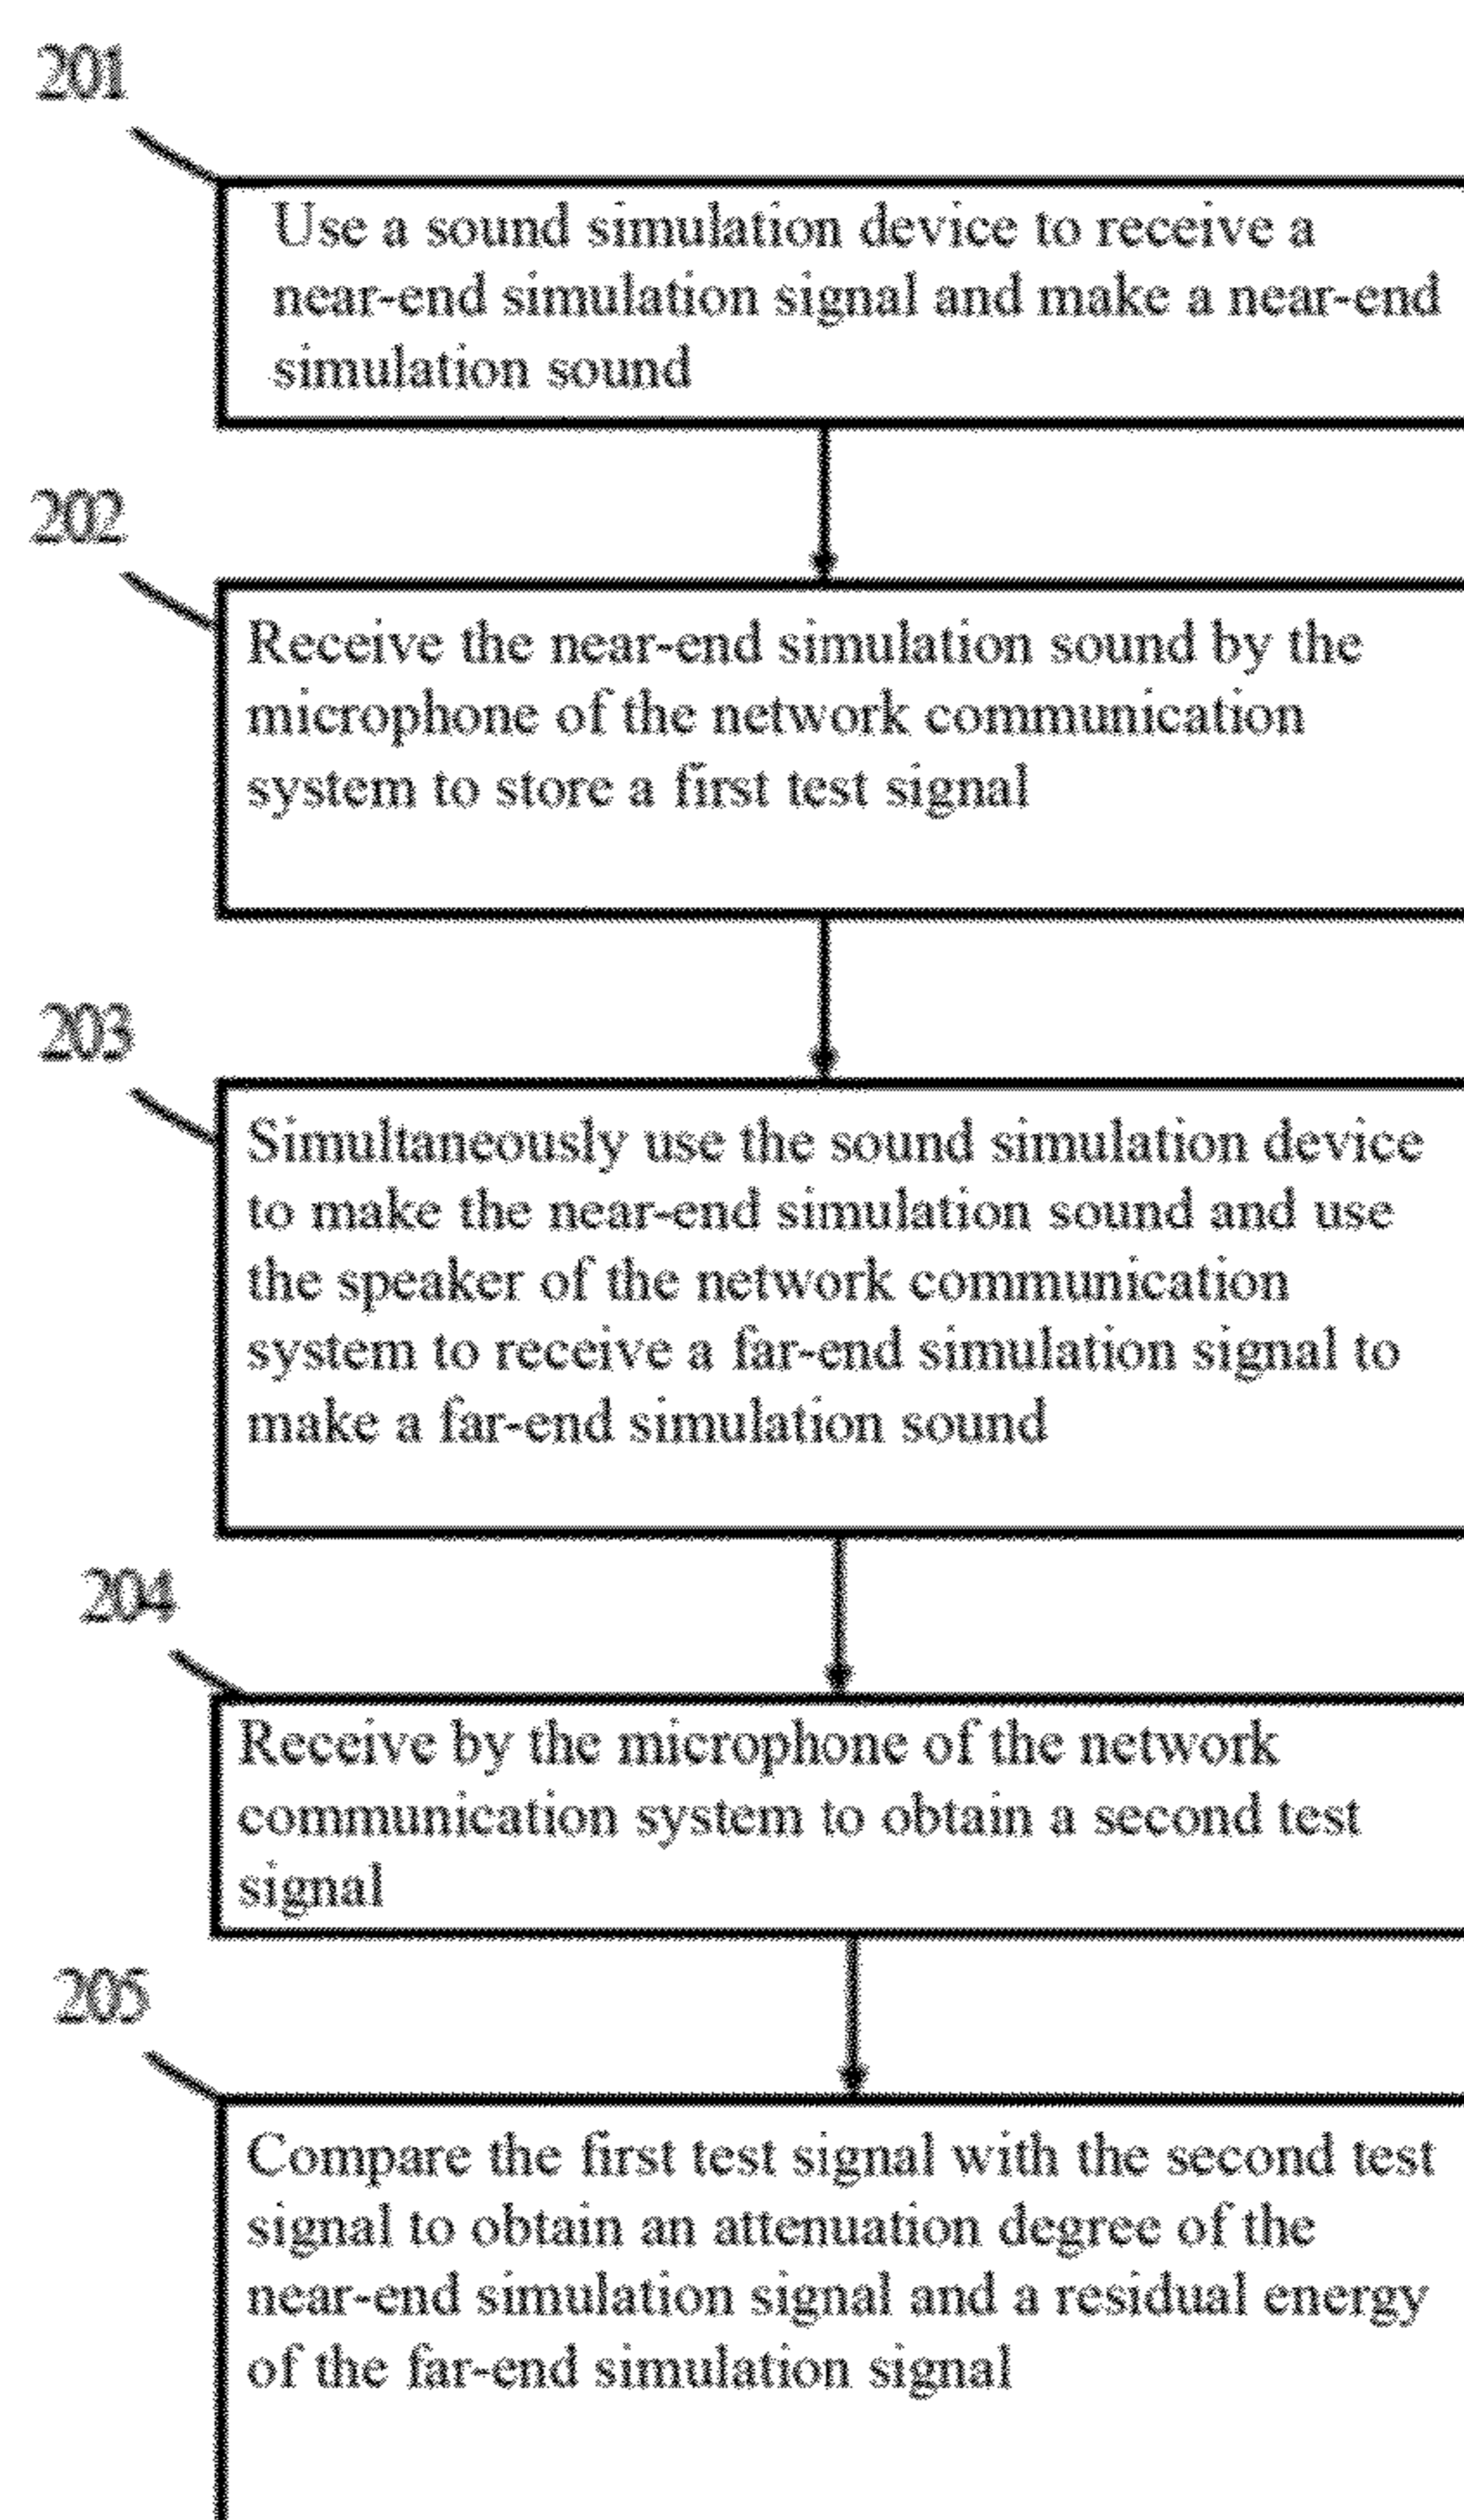 201
Use a sound simulation device to receive a
near-end simulation signal and make a near-end
simulation sound
202
Receive the near-end simulation sound by the
microphone of the network communication
system to store a first test signal
203
Simultaneously use the sound simulation device
to make the near-end simulation sound and use
the speaker of the network communication
system to receive a far-end simulation signal to
make a far-end simulation sound
204
Receive by the microphone of the network
communication system to obtain a second test
signal
205
Compare the first test signal with the second test
signal to obtain an attenuation degree of the
near-end simulation signal and a residual energy
of the far-end simulation signal